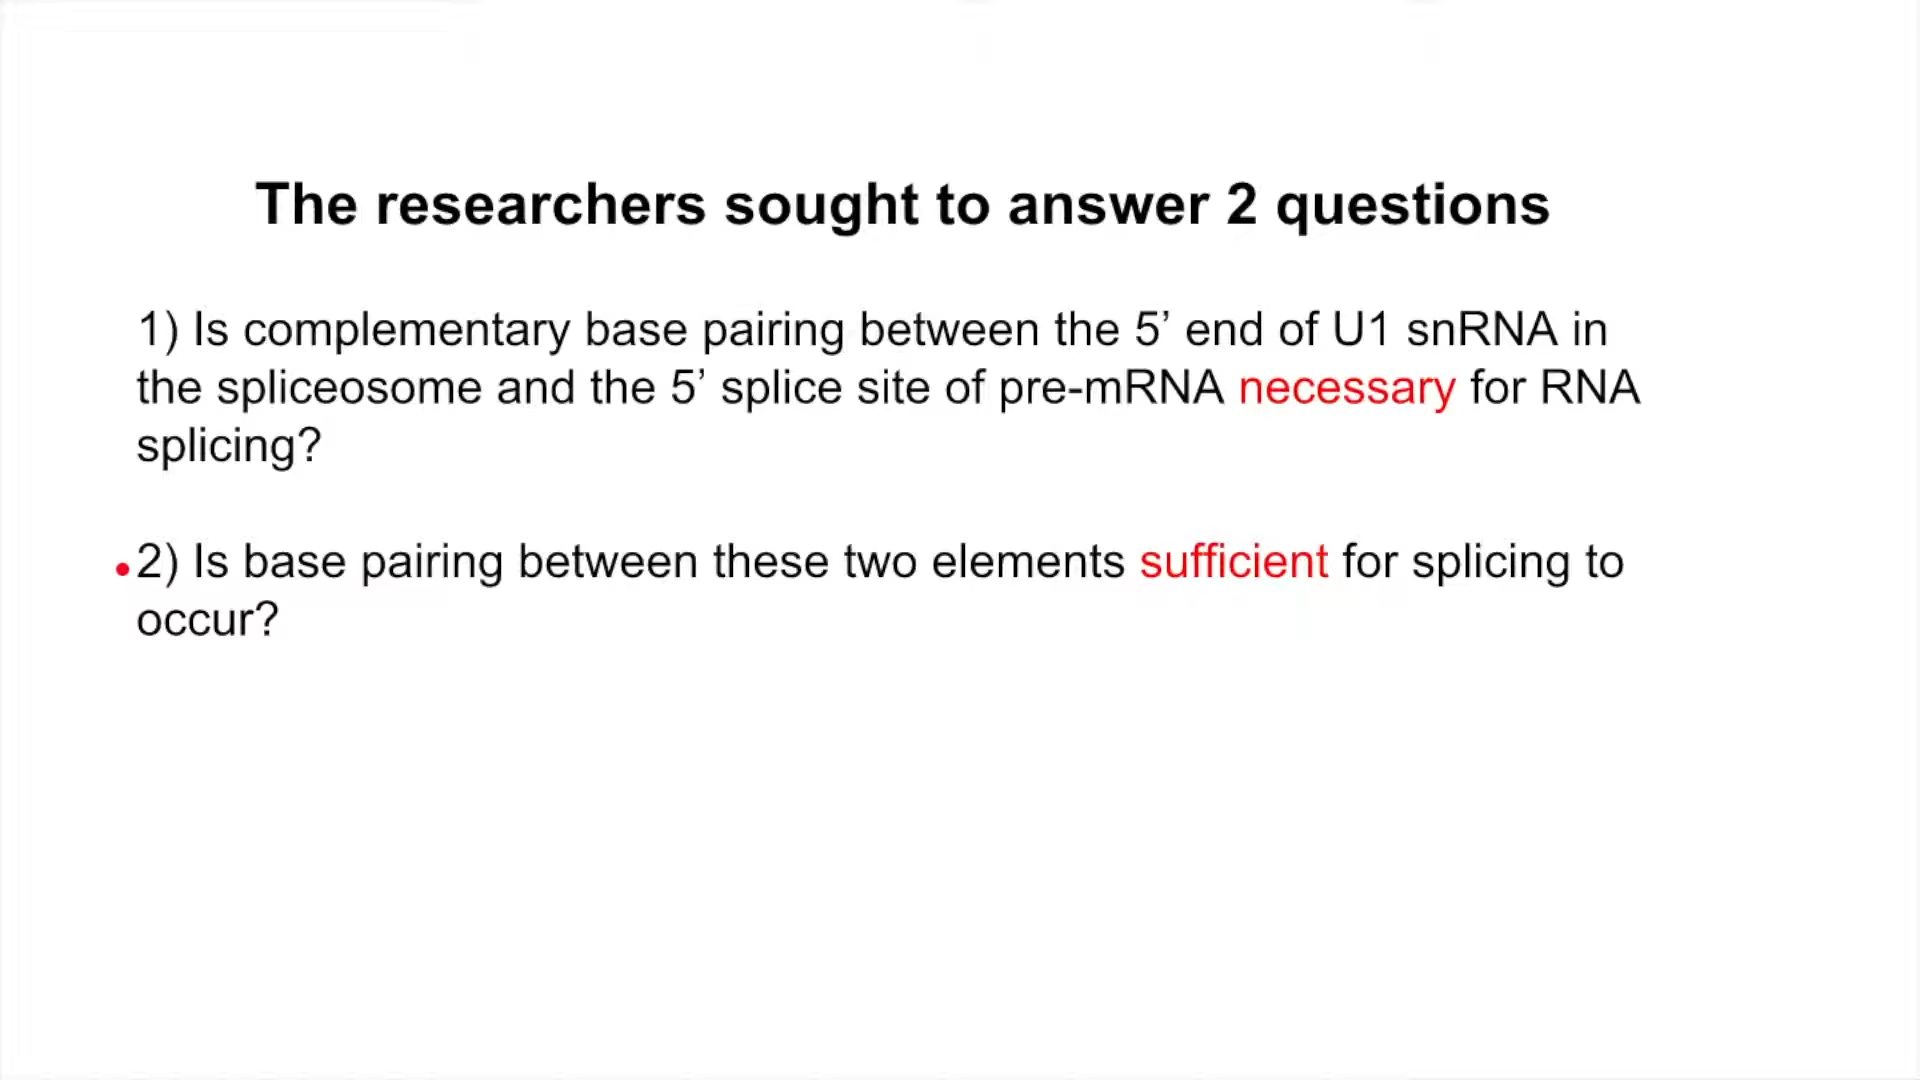 The researchers sought to answer 2 questions
1) Is complementary base pairing between the 5’ end of U1 snRNA in
the spliceosome and the 5’ splice site of pre-mRNA necessary for RNA
splicing?
2) Is base pairing between these two elements sufficient for splicing to
occur?